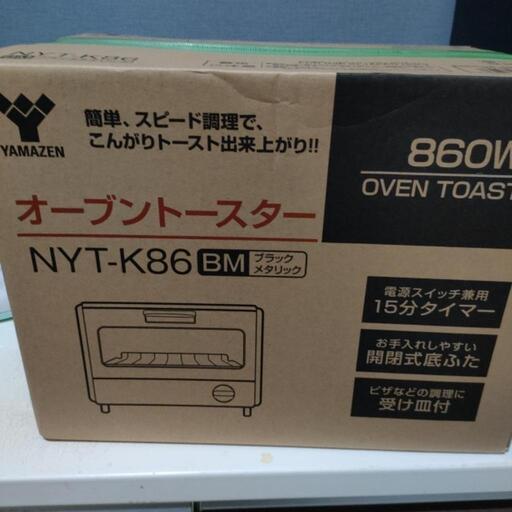 YAMAZEN
簡単、スピード調理で、
こんがりトースト出来上がり!!
860W
OVEN TOAST
オーブントースター
NYT-K86 BM ブラック
メタリック
電源スイッチ兼用
15分タイマー
お手入れしやすい
開閉式底ぶた
ピザなどの調理に
受け皿付